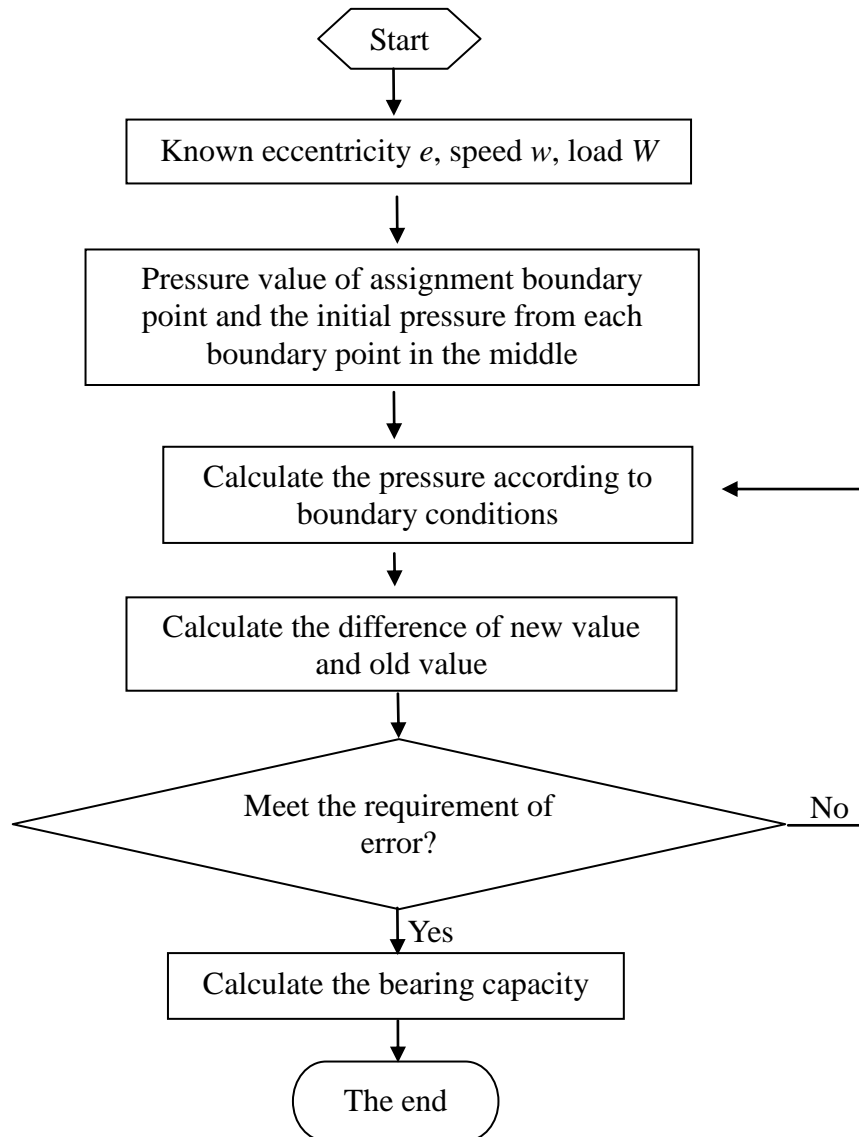 Start
Known eccentricity e, speed w, load W
Pressure value of assignment boundary
point and the initial pressure from each
boundary point in the middle
Calculate the pressure according to
boundary conditions
Calculate the difference of new value
and old value
Meet the requirement of
error?
No
Yes
Calculate the bearing capacity
The end